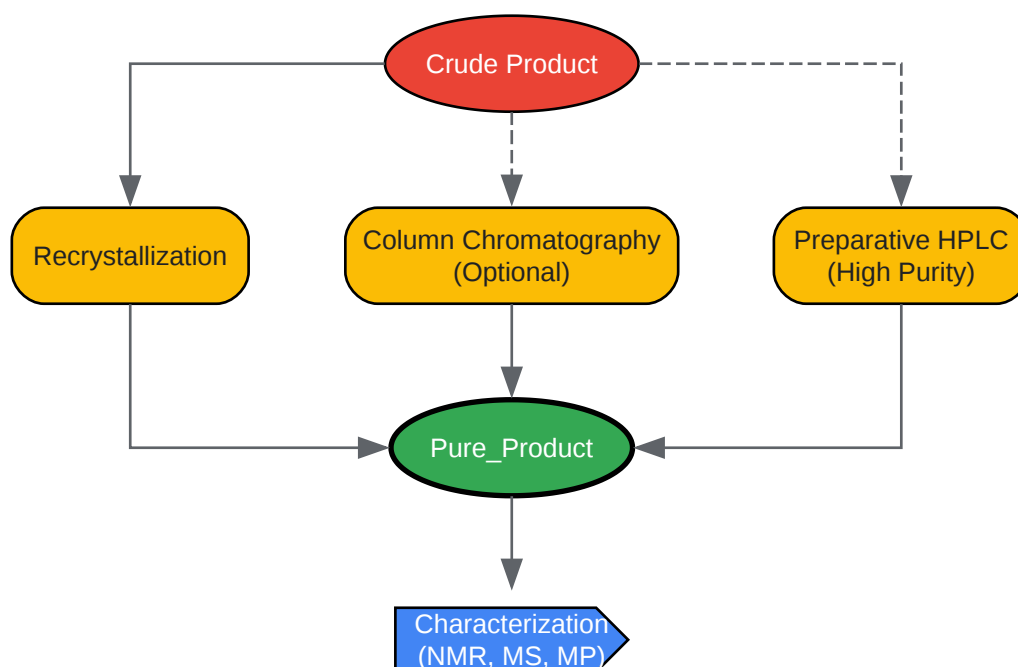 Crude Product
Recrystallization
Column Chromatography
(Optional)
Preparative HPLC
(High Purity)
Pure_Product
Characterization
(NMR, MS, MP)